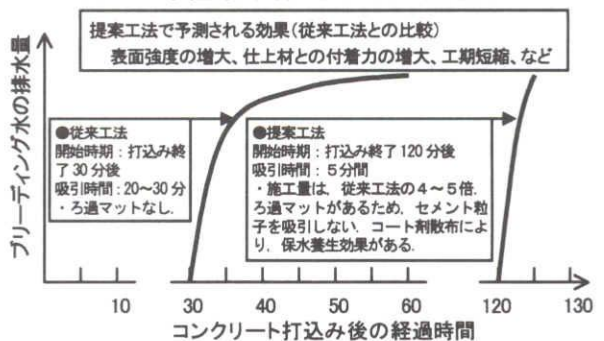 提案工法で予測される効果(従来工法との比較)
表面強度の増大、仕上材との付着力の増大、工期短縮、など
ブリーディング水の排水量
●従来工法
開始時期:打込み終
了30分後
吸引時間:20~30分
・ろ過マットなし.
●提案工法
開始時期:打込み終了120分後
吸引時間:5分間
・施工量は,従来工法の4~5倍.
ろ過マットがあるため,セメント粒
子を吸引しない.コート剤散布によ
り,保水養生効果がある.
10 30 40 50 60 120 130
コンクリート打込み後の経過時間